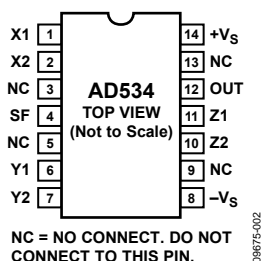 X1 1 14 +VS
X2 2 13 NC
NC 3 AD534 12 OUT
SF 4 TOP VIEW 11 Z1
(Not to Scale)
NC 5 10 Z2
Y1 6 9 NC
Y2 7 8 –VS
NC = NO CONNECT. DO NOT
CONNECT TO THIS PIN.
09675-002